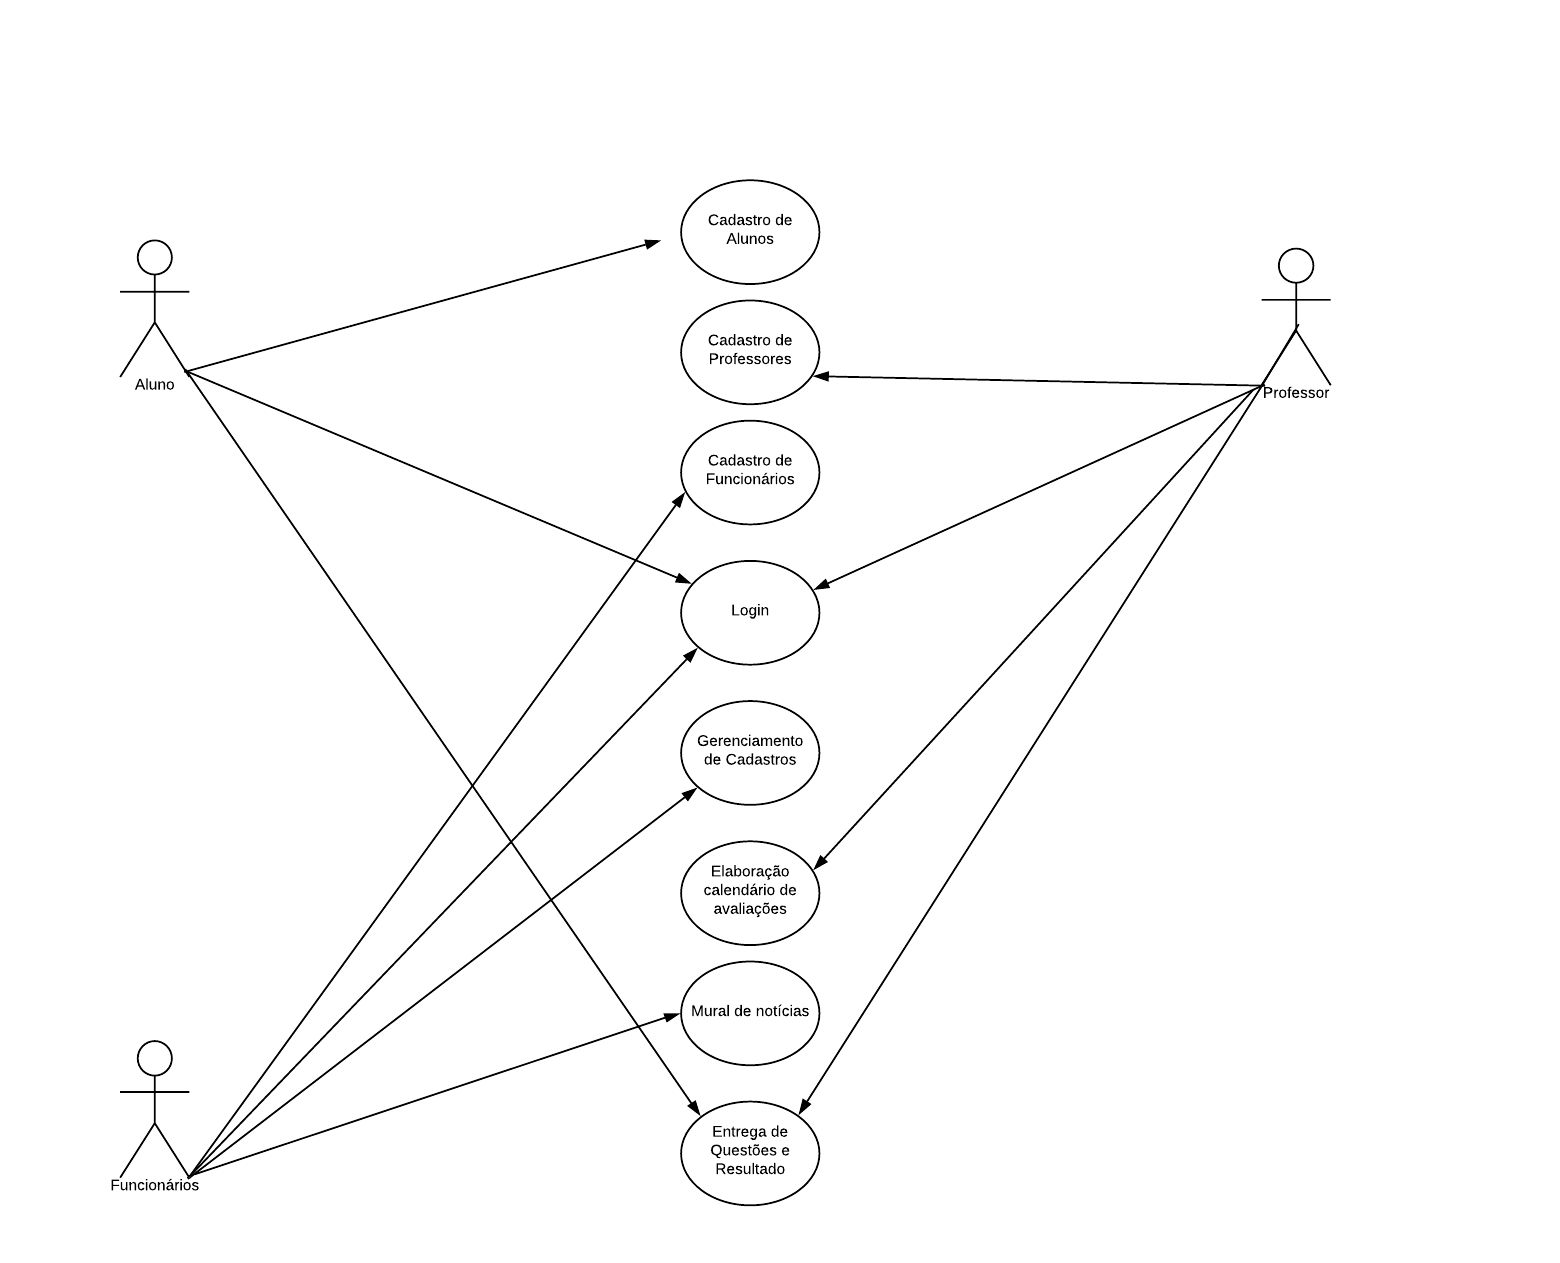 Cadastro de
Alunos
Cadastro de
Professores
Aluno
Professor
Cadastro de
Funcionários
Login
Gerenciamento
de Cadastros
Elaboração
calendário de
avaliações
Mural de notícias
Entrega de
Questões e
Resultado
Funcionários